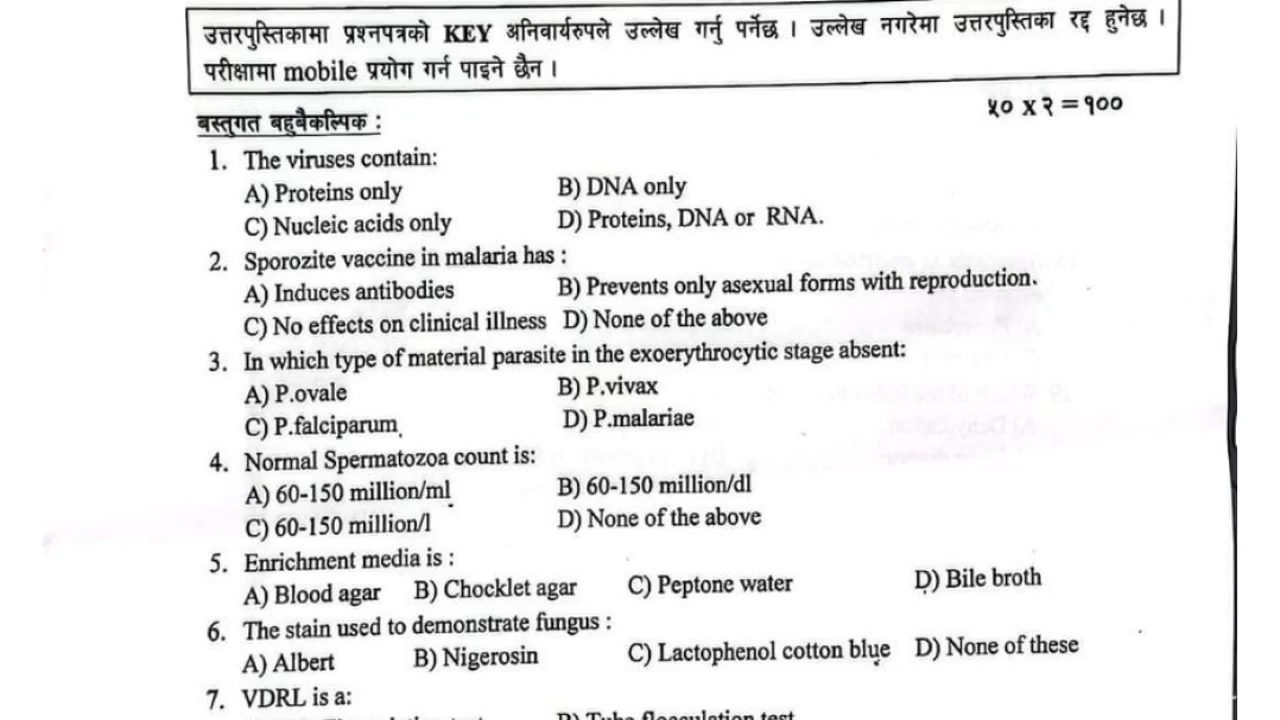 उत्तरपुस्तिकामा प्रश्नपत्रको KEY अनिवार्यरुपले उल्लेख गर्नु पर्नेछ । उल्लेख नगरेमा उत्तरपुस्तिका रद्द हुनेछ ।
परीक्षामा mobile प्रयोग गर्न पाइने छैन ।
बस्तुगत बहुबैकल्पिक :
५० X २ = १००
1. The viruses contain:
A) Proteins only B) DNA only
C) Nucleic acids only D) Proteins, DNA or RNA.
2. Sporozite vaccine in malaria has :
A) Induces antibodies B) Prevents only asexual forms with reproduction.
C) No effects on clinical illness D) None of the above
3. In which type of material parasite in the exoerythrocytic stage absent:
A) P.ovale B) P.vivax
C) P.falciparum D) P.malariae
4. Normal Spermatozoa count is:
A) 60-150 million/ml B) 60-150 million/dl
C) 60-150 million/l D) None of the above
5. Enrichment media is :
A) Blood agar B) Chocklet agar C) Peptone water D) Bile broth
6. The stain used to demonstrate fungus :
A) Albert B) Nigerosin C) Lactophenol cotton blue D) None of these
7. VDRL is a:
B) Tube flocculation test